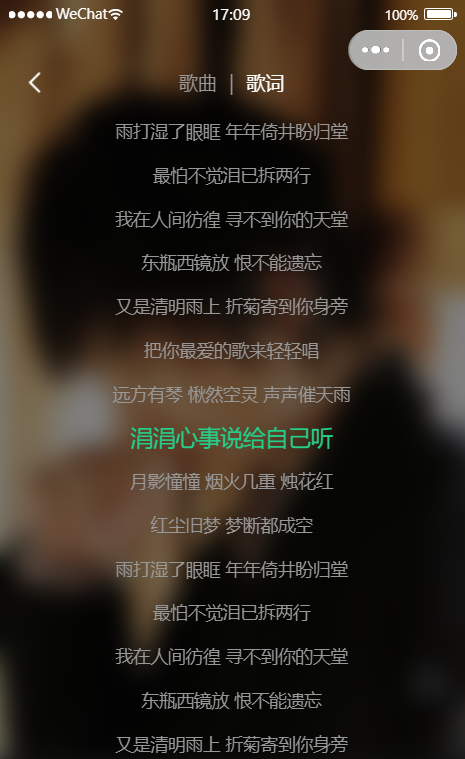 WeChat 17:09 100%
歌曲 | 歌词
雨打湿了眼眶 年年倚井盼归堂
最怕不觉泪已拆两行
我在人间彷徨 寻不到你的天堂
东瓶西镜放 恨不能遗忘
又是清明雨上 折菊寄到你身旁
把你最爱的歌来轻轻唱
远方有琴 愀然空灵 声声催天雨
涓涓心事说给自己听
月影憧憧 烟火几重 烛花红
红尘旧梦 梦断都成空
雨打湿了眼眶 年年倚井盼归堂
最怕不觉泪已拆两行
我在人间彷徨 寻不到你的天堂
东瓶西镜放 恨不能遗忘
又是清明雨上 折菊寄到你身旁